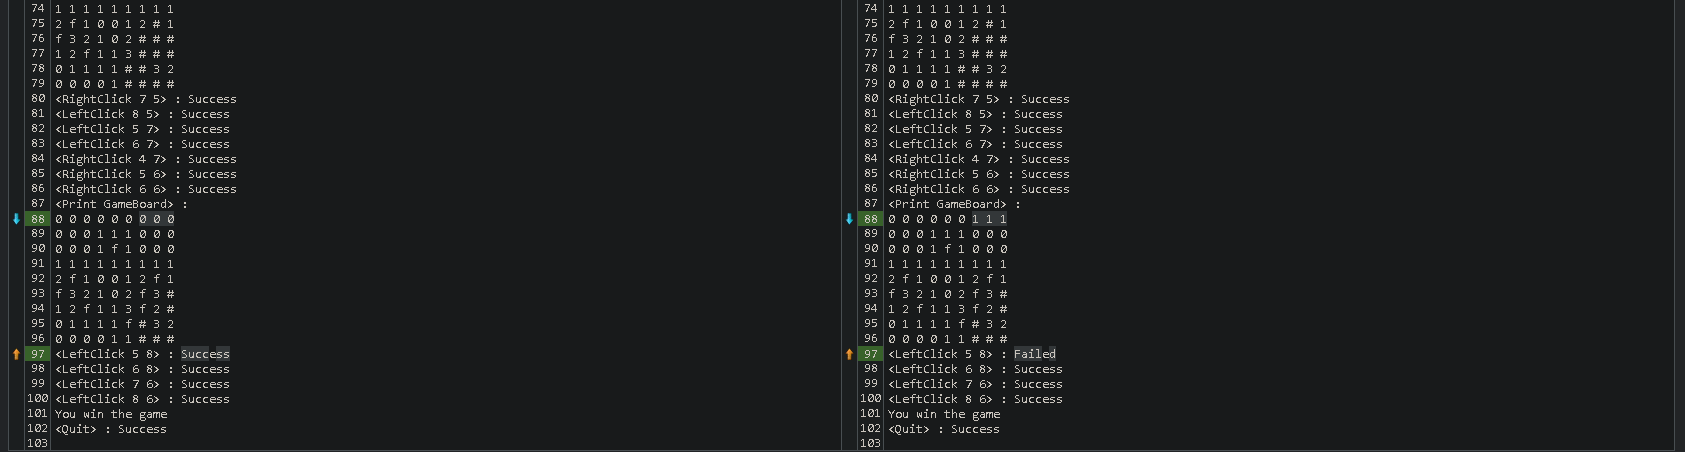 74 1 1 1 1 1 1 1 1 1
75 2 f 1 0 0 1 2 # 1
76 f 3 2 1 0 2 # # #
77 1 2 f 1 1 3 # # #
78 0 1 1 1 1 # # 3 2
79 0 0 0 0 1 # # # #
80 <RightClick 7 5> : Success
81 <LeftClick 8 5> : Success
82 <LeftClick 5 7> : Success
83 <LeftClick 6 7> : Success
84 <RightClick 4 7> : Success
85 <RightClick 5 6> : Success
86 <RightClick 6 6> : Success
87 <Print GameBoard> :
88 0 0 0 0 0 0 0 0 0
89 0 0 0 1 1 1 0 0 0
90 0 0 0 1 f 1 0 0 0
91 1 1 1 1 1 1 1 1 1
92 2 f 1 0 0 1 2 f 1
93 f 3 2 1 0 2 f 3 #
94 1 2 f 1 1 3 f 2 #
95 0 1 1 1 1 f # 3 2
96 0 0 0 0 1 1 # # #
97 <LeftClick 5 8> : Success
98 <LeftClick 6 8> : Success
99 <LeftClick 7 6> : Success
100 <LeftClick 8 6> : Success
101 You win the game
102 <Quit> : Success
103
74 1 1 1 1 1 1 1 1 1
75 2 f 1 0 0 1 2 # 1
76 f 3 2 1 0 2 # # #
77 1 2 f 1 1 3 # # #
78 0 1 1 1 1 # # 3 2
79 0 0 0 0 1 # # # #
80 <RightClick 7 5> : Success
81 <LeftClick 8 5> : Success
82 <LeftClick 5 7> : Success
83 <LeftClick 6 7> : Success
84 <RightClick 4 7> : Success
85 <RightClick 5 6> : Success
86 <RightClick 6 6> : Success
87 <Print GameBoard> :
88 0 0 0 0 0 0 1 1 1
89 0 0 0 1 1 1 0 0 0
90 0 0 0 1 f 1 0 0 0
91 1 1 1 1 1 1 1 1 1
92 2 f 1 0 0 1 2 f 1
93 f 3 2 1 0 2 f 3 #
94 1 2 f 1 1 3 f 2 #
95 0 1 1 1 1 f # 3 2
96 0 0 0 0 1 1 # # #
97 <LeftClick 5 8> : Failed
98 <LeftClick 6 8> : Success
99 <LeftClick 7 6> : Success
100 <LeftClick 8 6> : Success
101 You win the game
102 <Quit> : Success
103